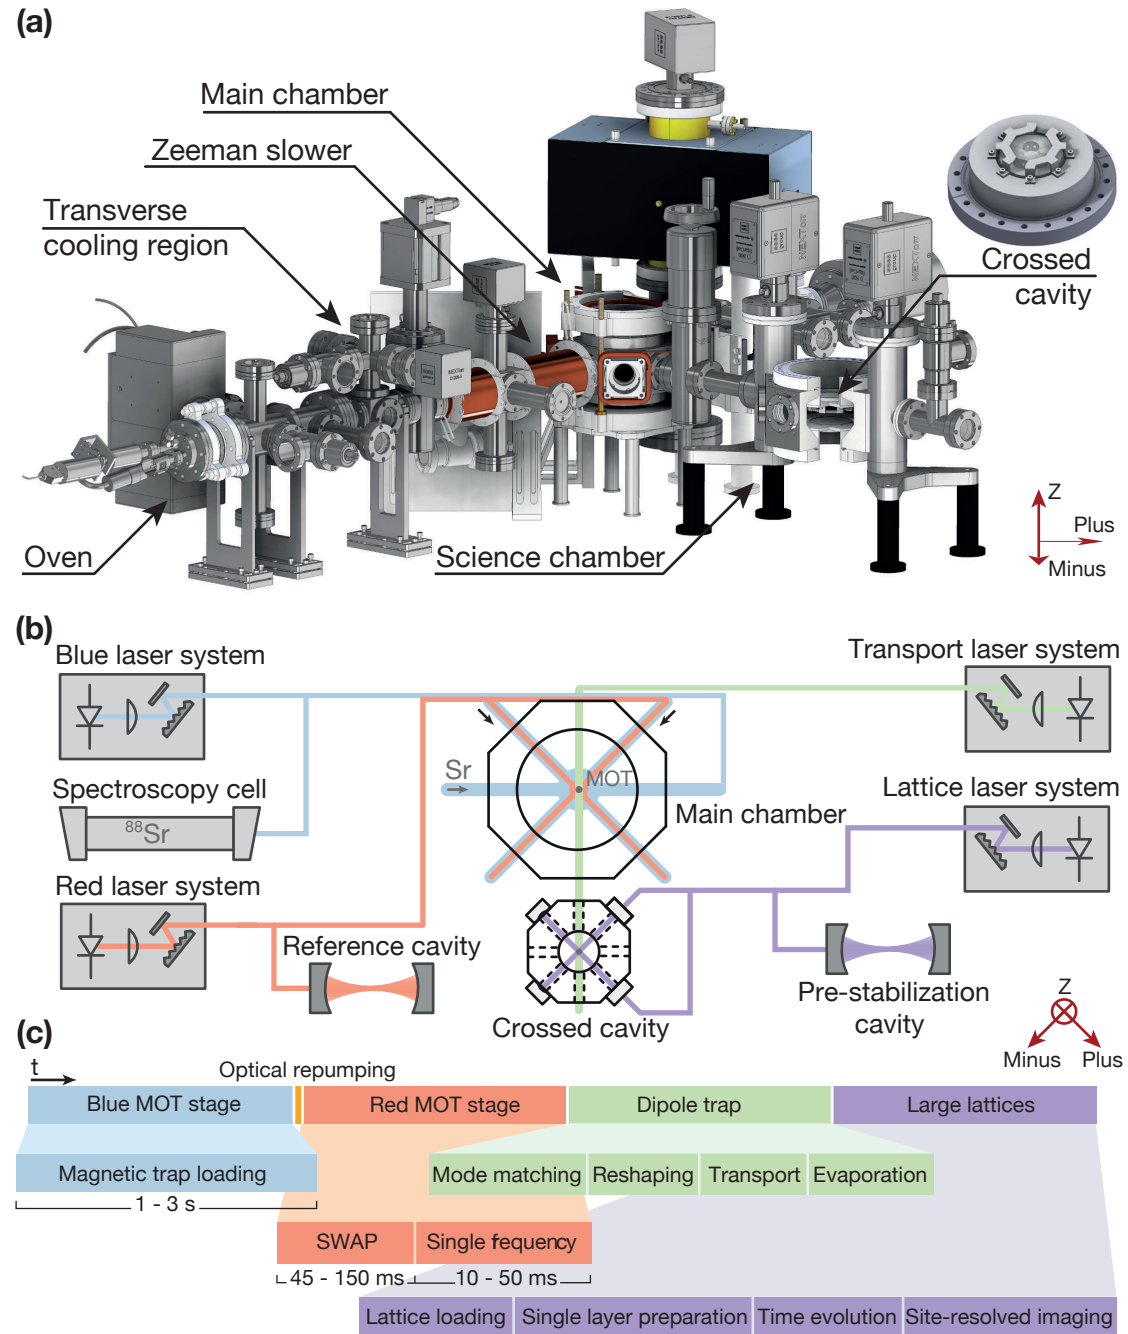 (a)
Main chamber
Zeeman slower
Transverse
cooling region
Crossed
cavity
Oven
Science chamber
Z
Plus
Minus
(b)
Blue laser system
Transport laser system
Spectroscopy cell
88Sr
Sr
MOT
Main chamber
Lattice laser system
Red laser system
Reference cavity
Crossed cavity
Pre-stabilization
cavity
Z
Minus
Plus
(c)
t
Optical repumping
Blue MOT stage
Red MOT stage
Dipole trap
Large lattices
Magnetic trap loading
1 - 3 s
Mode matching
Reshaping
Transport
Evaporation
SWAP
Single fequency
45 - 150 ms
10 - 50 ms
Lattice loading
Single layer preparation
Time evolution
Site-resolved imaging